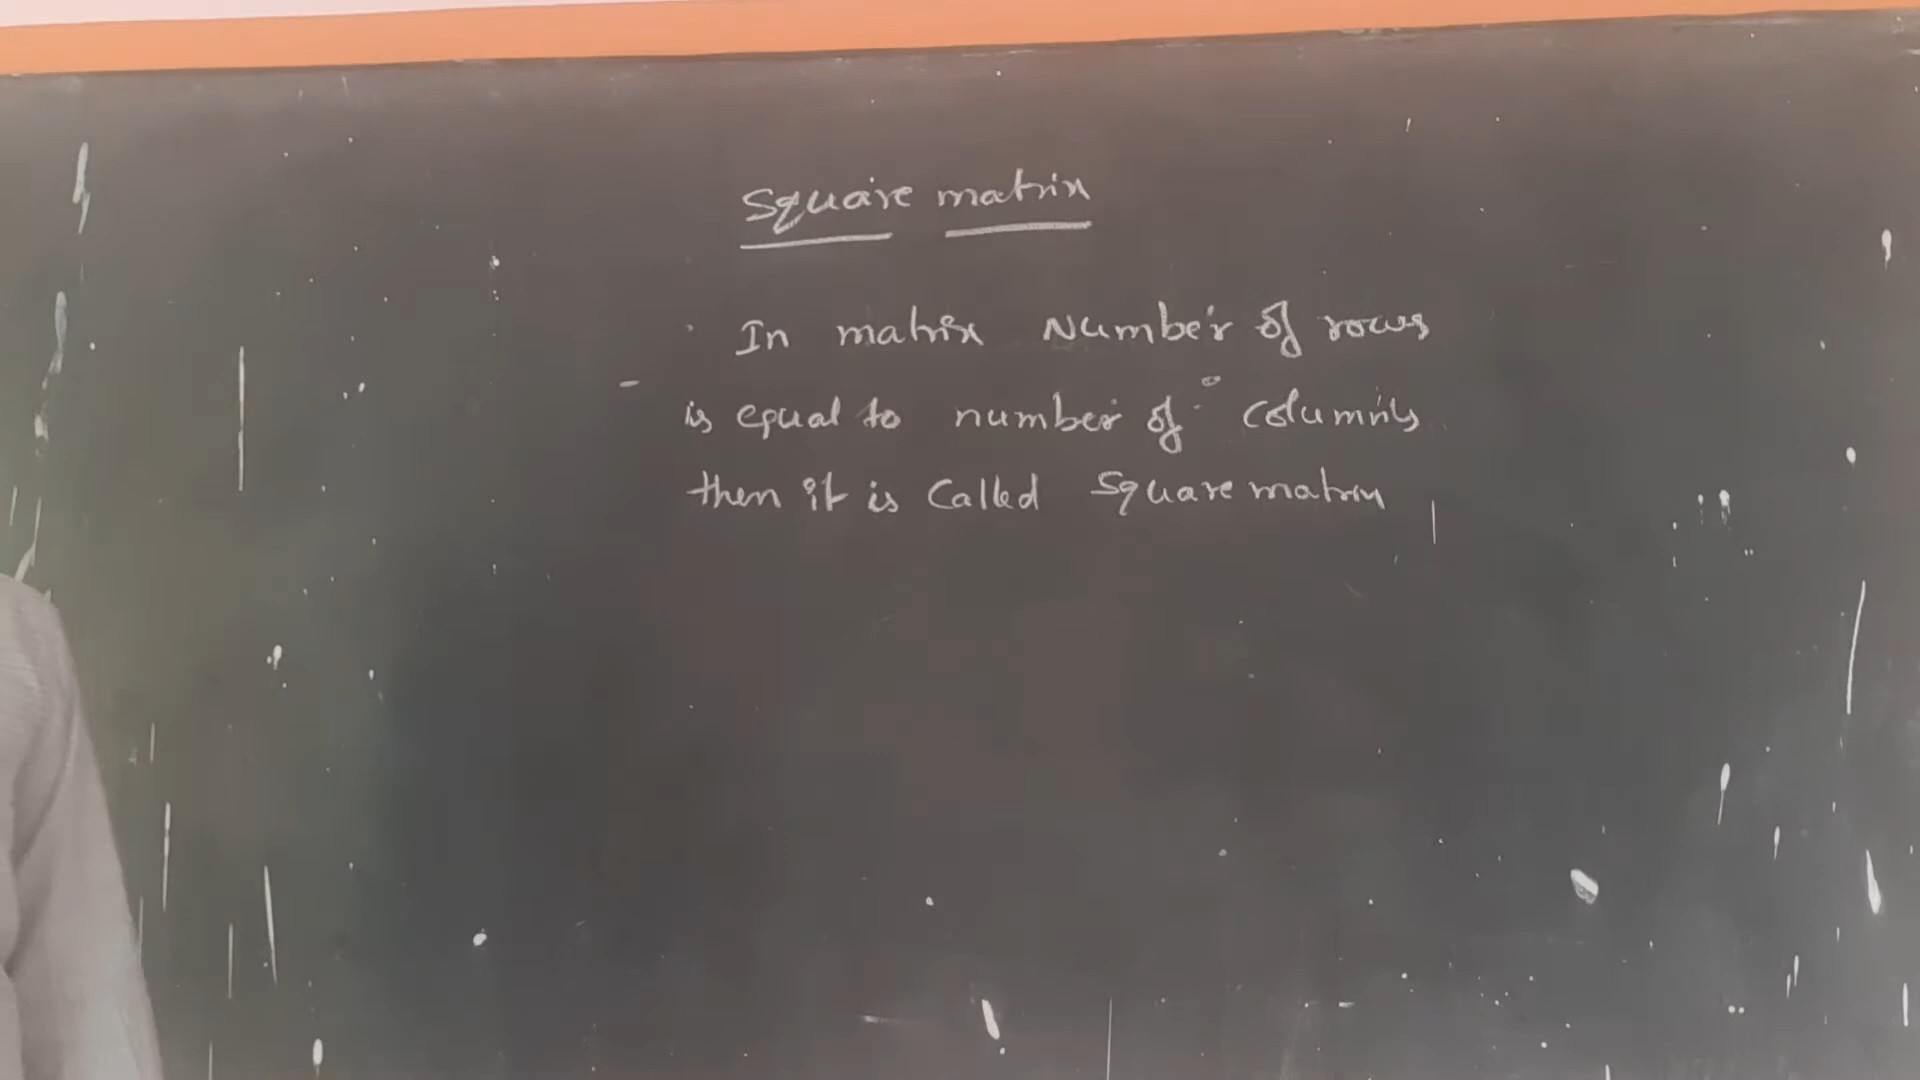 Square matrix
In matrix Number of rows
is equal to number of columns
then it is Called Square matrix